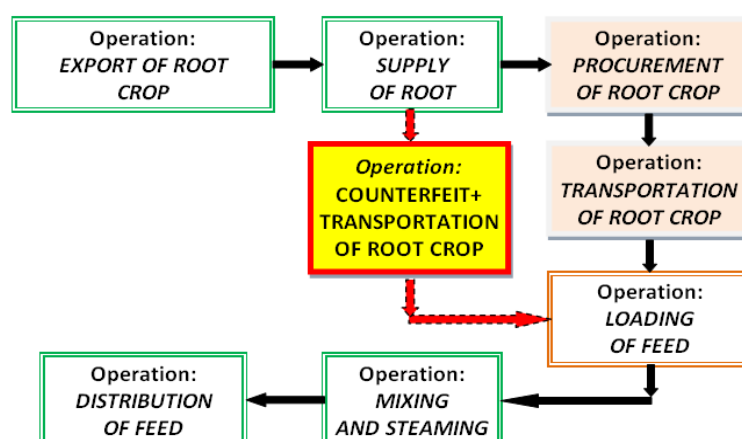 Operation:
EXPORT OF ROOT
CROP
Operation:
SUPPLY
OF ROOT
Operation:
PROCUREMENT
OF ROOT CROP
Operation:
COUNTERFEIT+
TRANSPORTATION
OF ROOT CROP
Operation:
TRANSPORTATION
OF ROOT CROP
Operation:
LOADING
OF FEED
Operation:
MIXING
AND STEAMING
Operation:
DISTRIBUTION
OF FEED